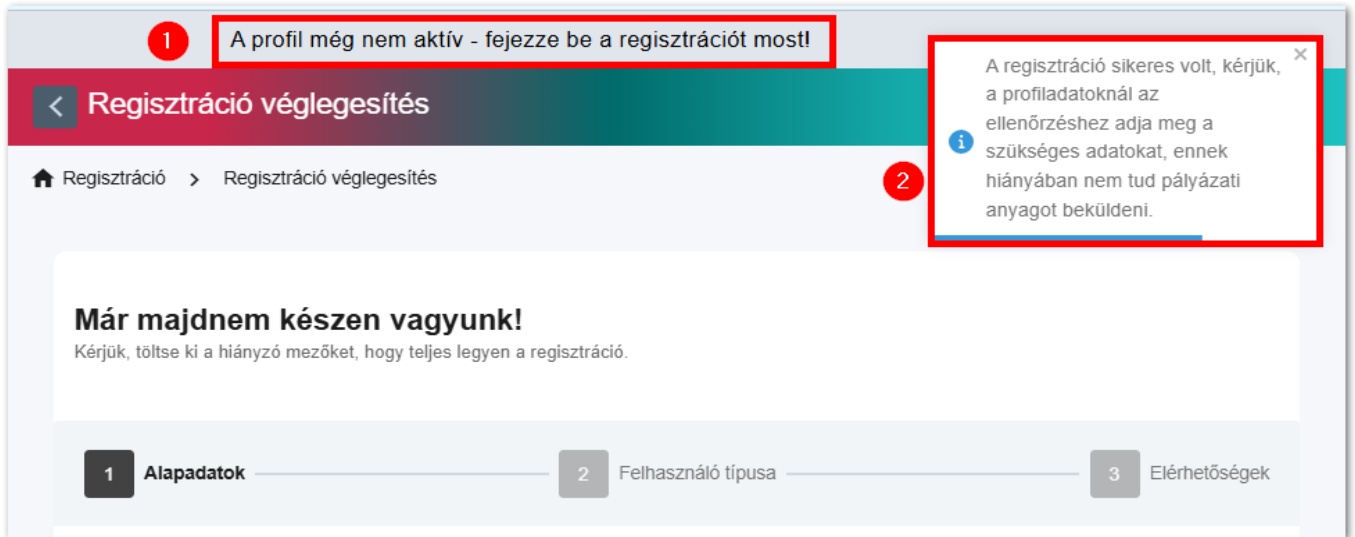 1
A profil még nem aktív - fejezze be a regisztrációt most!
Regisztráció véglegesítés
A regisztráció sikeres volt, kérjük,
a profiladatoknál az
ellenőrzéshez adja meg a
szükséges adatokat, ennek
hiányában nem tud pályázati
anyagot beküldeni.
2
Regisztráció > Regisztráció véglegesítés
Már majdnem készen vagyunk!
Kérjük, töltse ki a hiányzó mezőket, hogy teljes legyen a regisztráció.
1 Alapadatok
2 Felhasználó típusa
3 Elérhetőségek